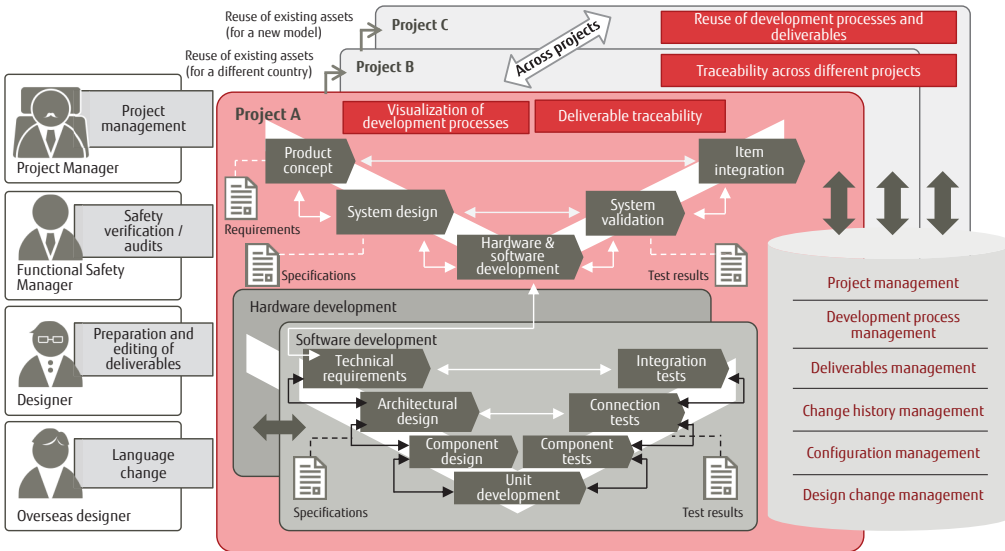 Reuse of existing assets
(for a new model)
Project C
Across projects
Reuse of development processes and
deliverables
Reuse of existing assets
(for a different country)
Project B
Traceability across different projects
Project
management
Project Manager
Safety
verification /
audits
Functional Safety
Manager
Preparation and
editing of
deliverables
Designer
Language
change
Overseas designer
Project A
Visualization of
development processes
Deliverable traceability
Product
concept
Item
integration
Requirements
System design
System
validation
Specifications
Hardware &
software
development
Test results
Hardware development
Software development
Technical
requirements
Integration
tests
Architectural
design
Connection
tests
Component
design
Component
tests
Unit
development
Specifications
Test results
Project management
Development process
management
Deliverables management
Change history management
Configuration management
Design change management